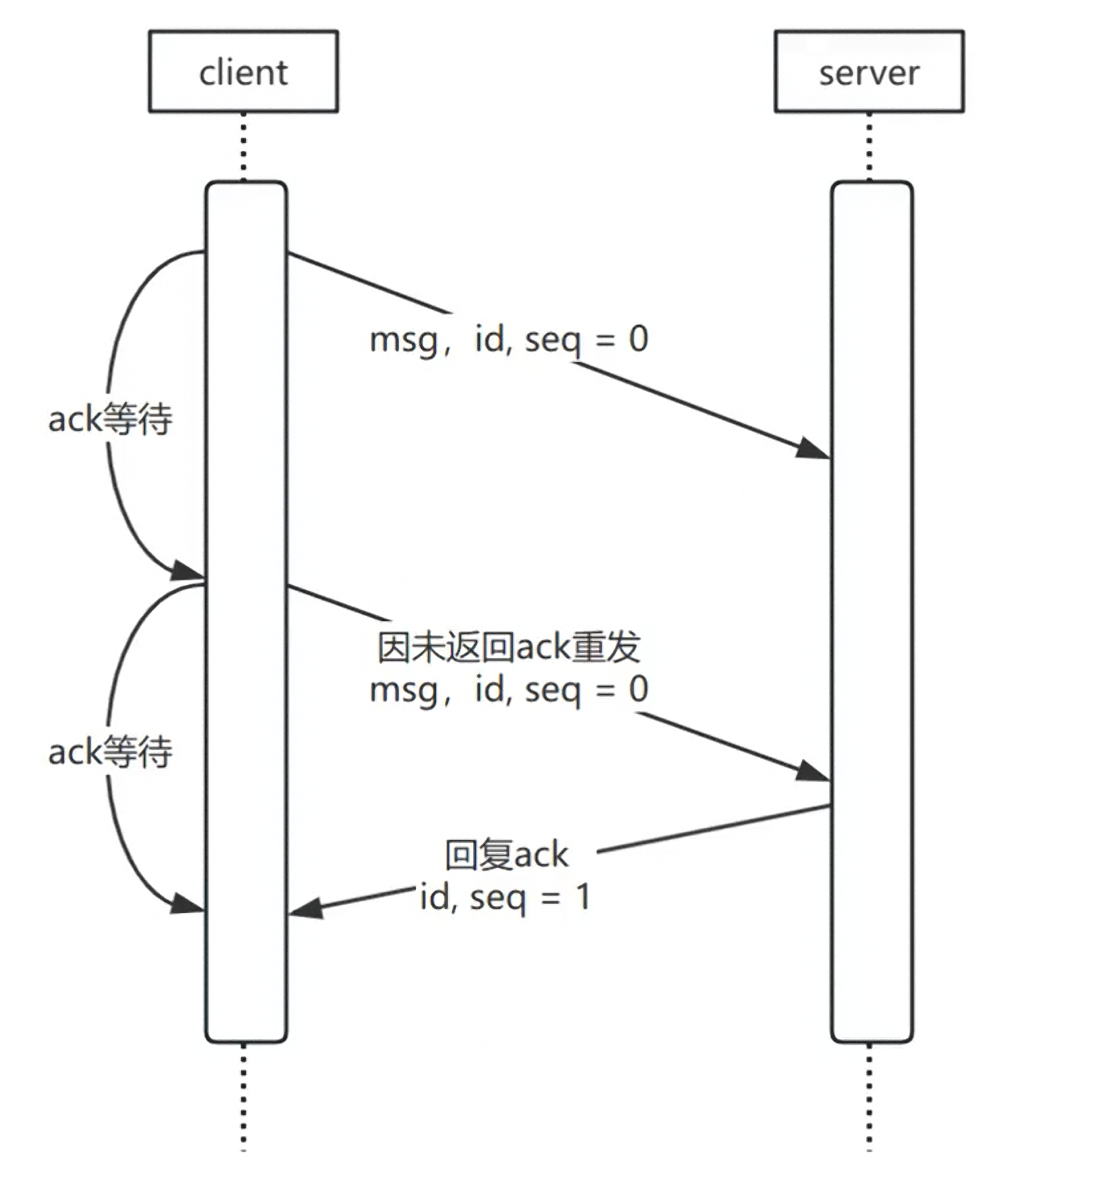 client
server
msg，id, seq = 0
ack等待
因未返回ack重发
msg，id, seq = 0
ack等待
回复ack
id, seq = 1